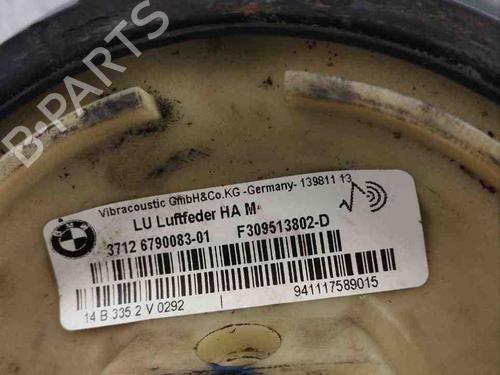 B-PARTS
Vibracoustic GmbH&Co.KG -Germany- 139811 13
LU Luftfeder HA M
BMW
3712 6790083-01 F309513802-D
14 B 335 2 V 0292 941117589015